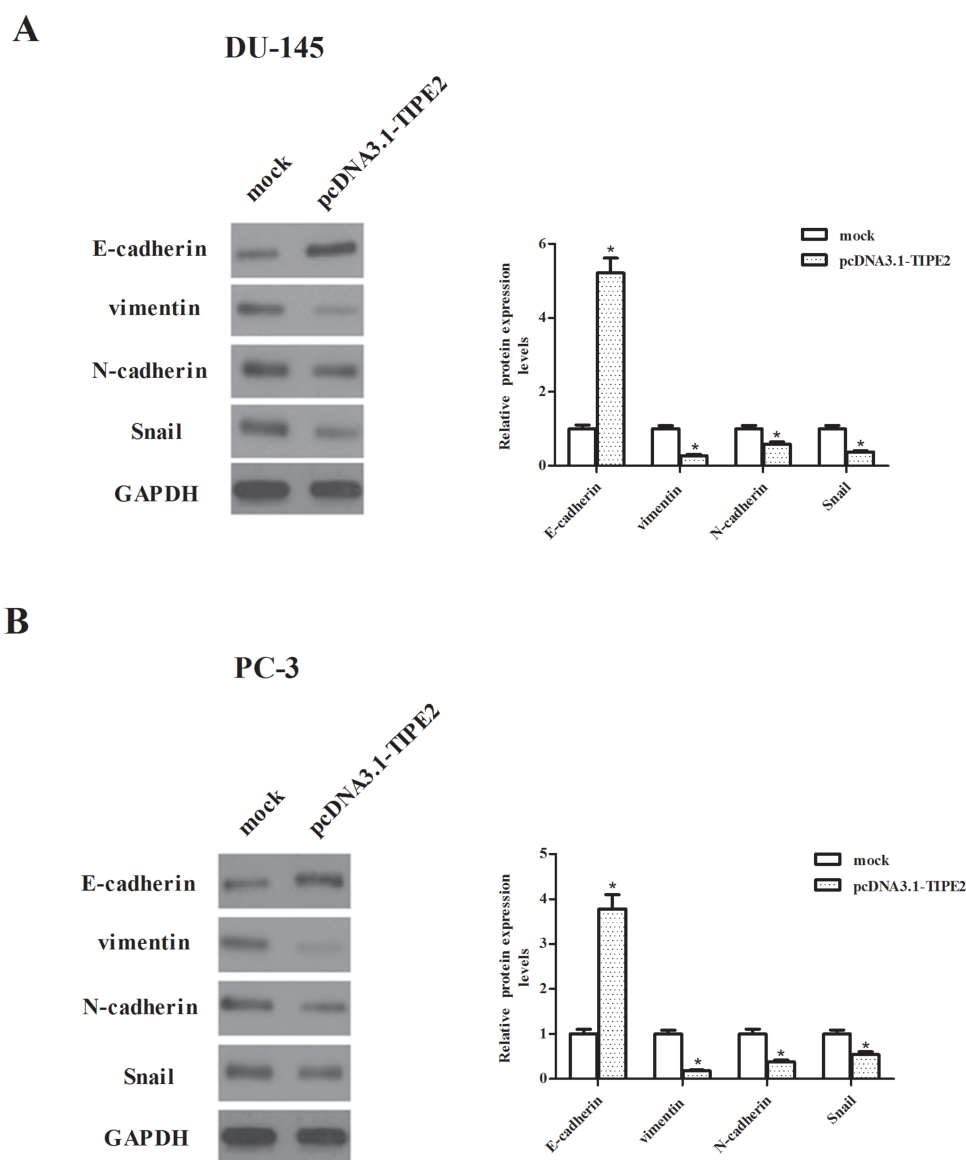 A
DU-145
mock
pcDNA3.1-TIPE2
E-cadherin
vimentin
N-cadherin
Snail
GAPDH
Relative protein expression
levels
6
4
2
1
0
*
*
*
*
mock
pcDNA3.1-TIPE2
E-cadherin
vimentin
N-cadherin
Snail
B
PC-3
mock
pcDNA3.1-TIPE2
E-cadherin
vimentin
N-cadherin
Snail
GAPDH
Relative protein expression
levels
5
4
3
2
1
0
*
*
*
*
mock
pcDNA3.1-TIPE2
E-cadherin
vimentin
N-cadherin
Snail